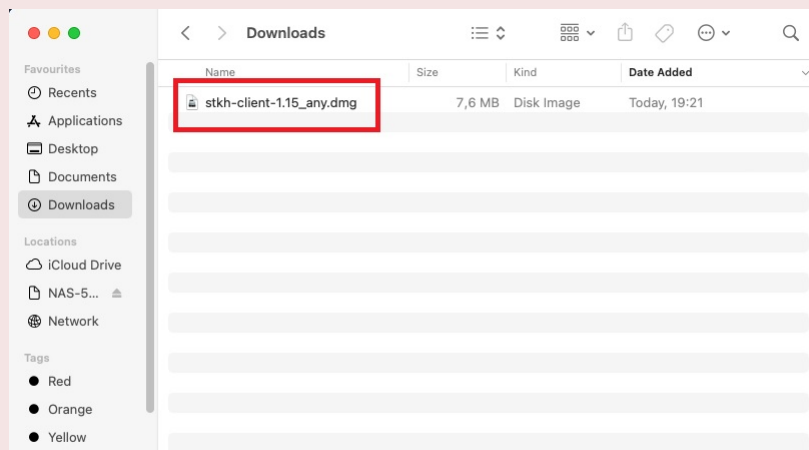 Downloads
Favourites
Recents
Applications
Desktop
Documents
Downloads
Locations
iCloud Drive
NAS-5...
Network
Tags
Red
Orange
Yellow
Name Size Kind Date Added
stkh-client-1.15_any.dmg 7,6 MB Disk Image Today, 19:21